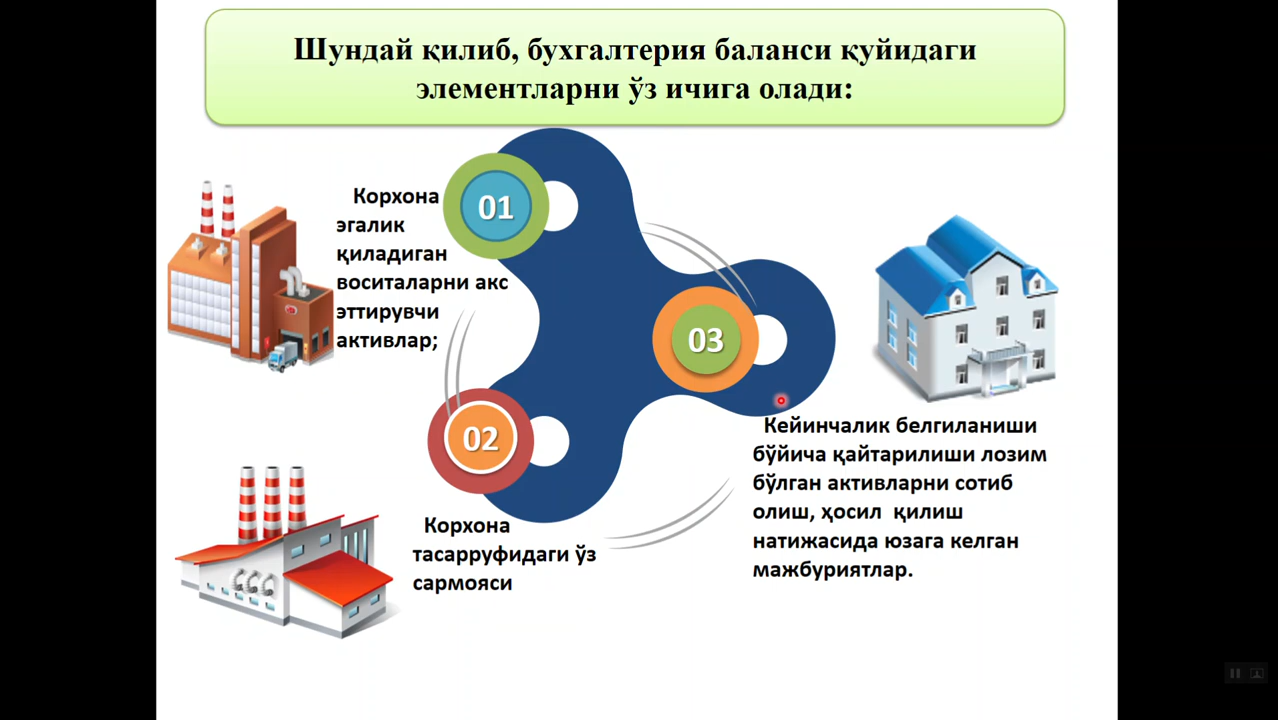 Шундай қилиб, бухгалтерия баланси қуйидаги
элементларни ўз ичига олади:
01
Корхона
эгалик
қиладиган
воситаларни акс
эттирувчи
активлар;
02
Корхона
тасарруфидаги ўз
сармояси
03
Кейинчалик белгиланиши
бўйича қайтарилиши лозим
бўлган активларни сотиб
олиш, ҳосил қилиш
натижасида юзага келган
мажбуриятлар.